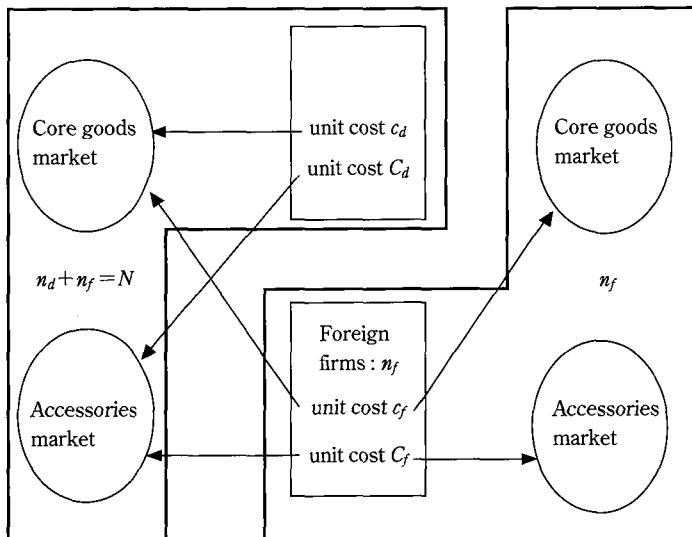 Core goods
market
unit cost c_d
unit cost C_d
Core goods
market
n_d + n_f = N
n_f
Foreign
firms : n_f
unit cost c_f
unit cost C_f
Accessories
market
Accessories
market